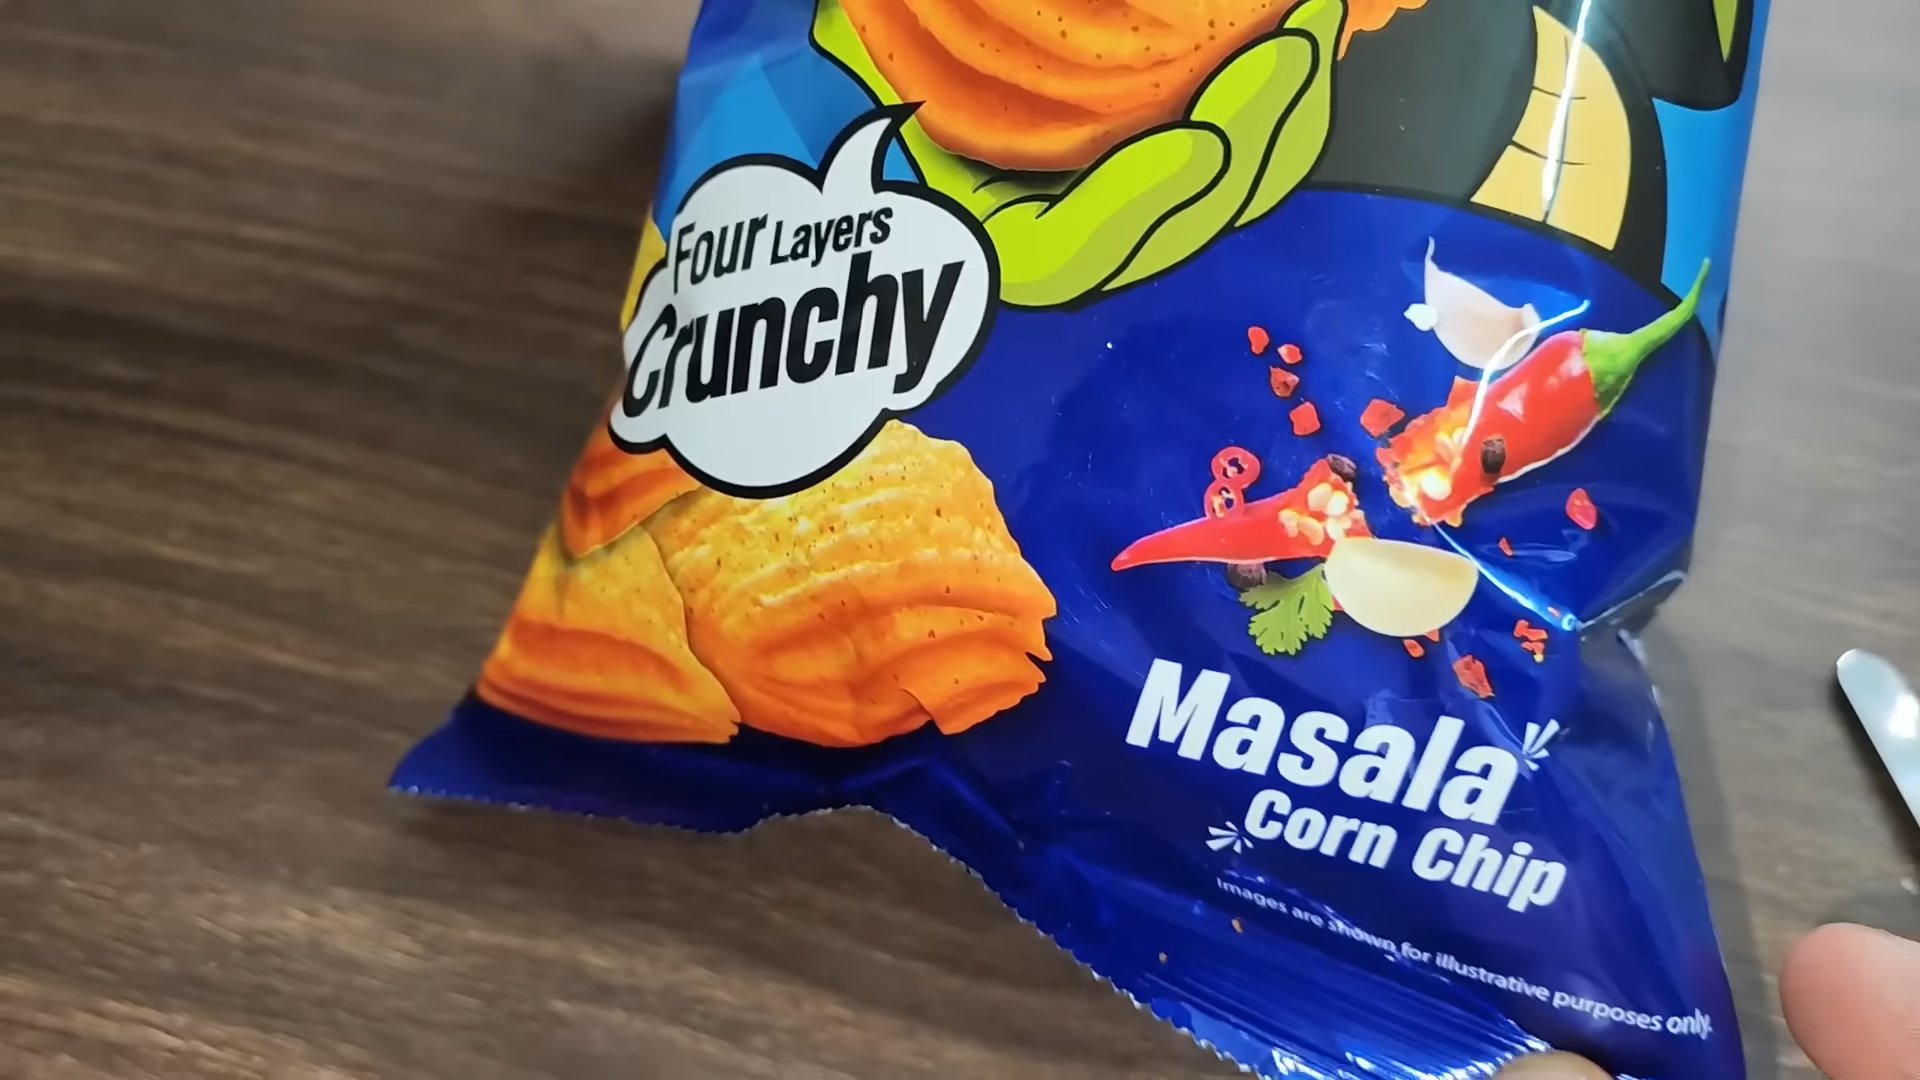 Four Layers
Crunchy
Masala
Corn Chip
Images are shown for illustrative purposes only.